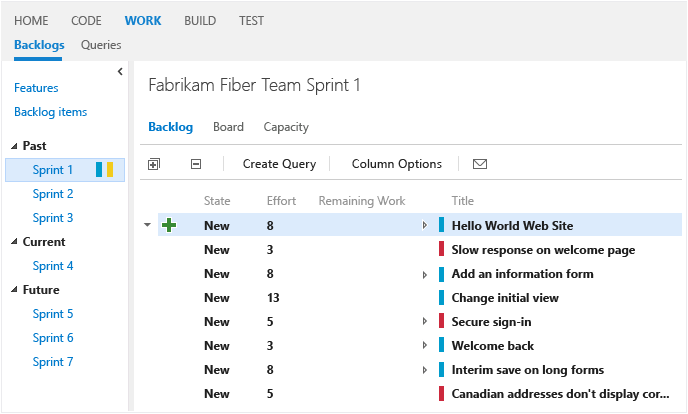 HOME CODE WORK BUILD TEST
Backlogs Queries
Features
Backlog items
Past
Sprint 1
Sprint 2
Sprint 3
Current
Sprint 4
Future
Sprint 5
Sprint 6
Sprint 7
Fabrikam Fiber Team Sprint 1
Backlog Board Capacity
Create Query Column Options
State Effort Remaining Work Title
New 8 Hello World Web Site
New 3 Slow response on welcome page
New 8 Add an information form
New 13 Change initial view
New 5 Secure sign-in
New 3 Welcome back
New 8 Interim save on long forms
New 5 Canadian addresses don't display cor...